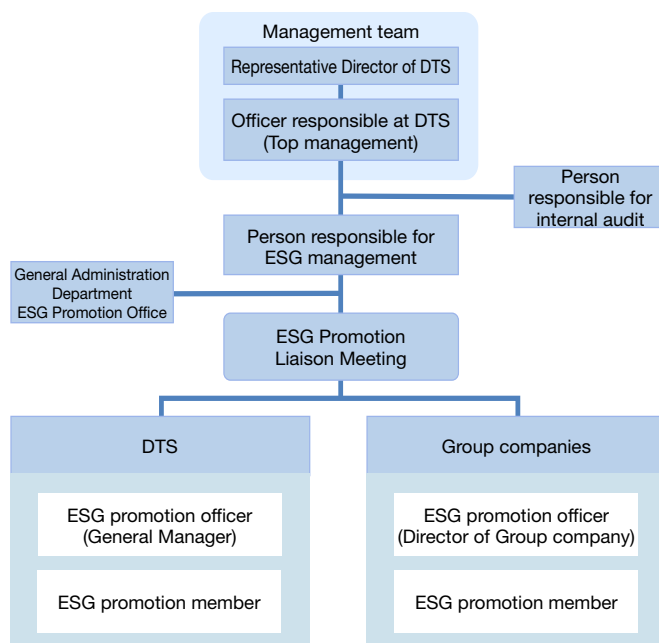 Management team
Representative Director of DTS
Officer responsible at DTS
(Top management)
Person
responsible for
internal audit
Person responsible for
ESG management
General Administration
Department
ESG Promotion Office
ESG Promotion
Liaison Meeting
DTS
ESG promotion officer
(General Manager)
ESG promotion member
Group companies
ESG promotion officer
(Director of Group company)
ESG promotion member